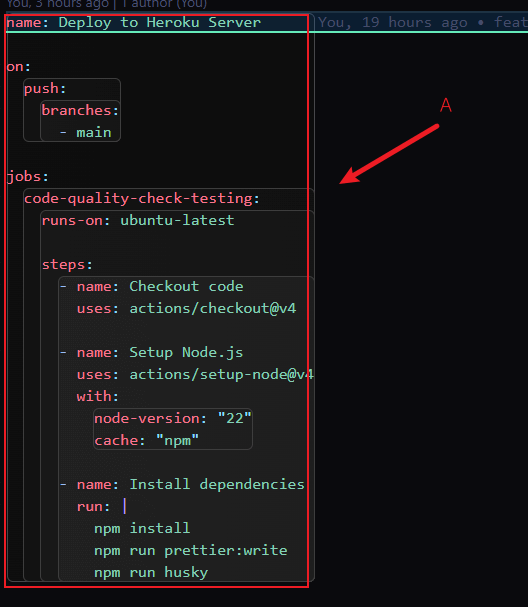 You, 3 hours ago | 1 author (You)
name: Deploy to Heroku Server You, 19 hours ago • feat
on:
  push:
    branches:
      - main
A
jobs:
  code-quality-check-testing:
    runs-on: ubuntu-latest
    steps:
      - name: Checkout code
        uses: actions/checkout@v4
      - name: Setup Node.js
        uses: actions/setup-node@v4
        with:
          node-version: "22"
          cache: "npm"
      - name: Install dependencies
        run: |
          npm install
          npm run prettier:write
          npm run husky